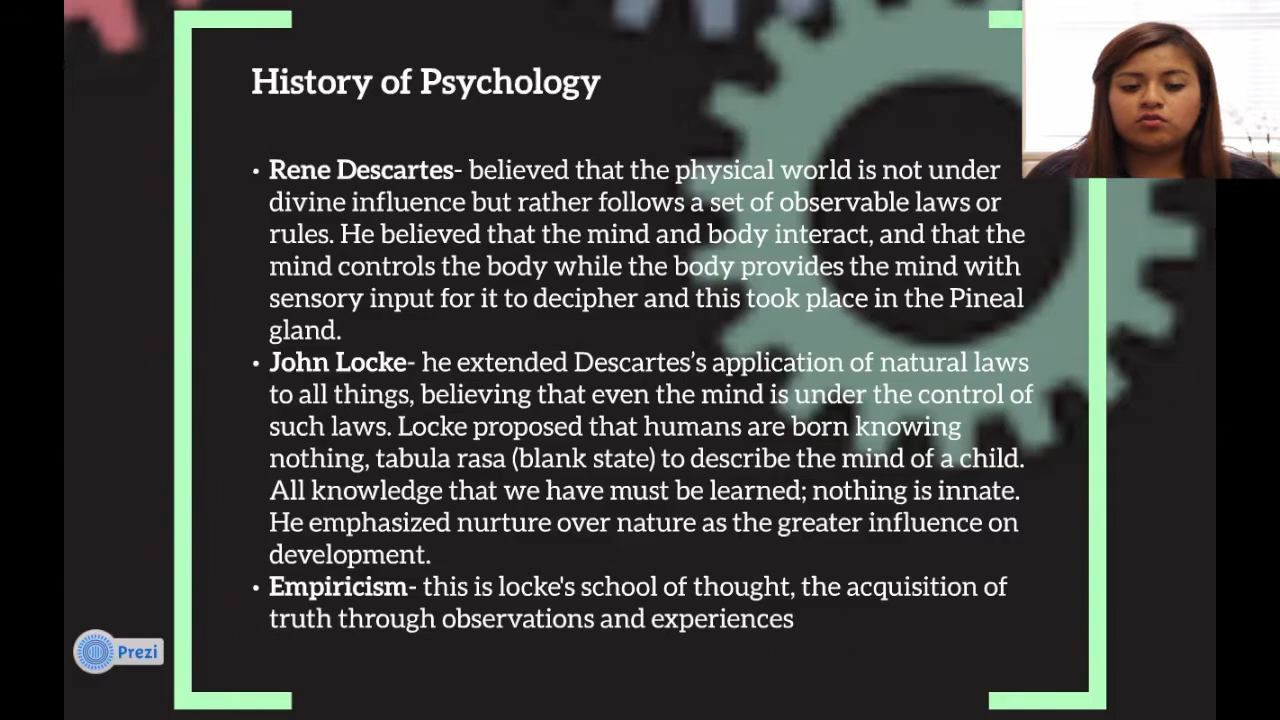 History of Psychology
• Rene Descartes- believed that the physical world is not under
divine influence but rather follows a set of observable laws or
rules. He believed that the mind and body interact, and that the
mind controls the body while the body provides the mind with
sensory input for it to decipher and this took place in the Pineal
gland.
• John Locke- he extended Descartes’s application of natural laws
to all things, believing that even the mind is under the control of
such laws. Locke proposed that humans are born knowing
nothing, tabula rasa (blank state) to describe the mind of a child.
All knowledge that we have must be learned; nothing is innate.
He emphasized nurture over nature as the greater influence on
development.
• Empiricism- this is locke's school of thought, the acquisition of
truth through observations and experiences
Prezi